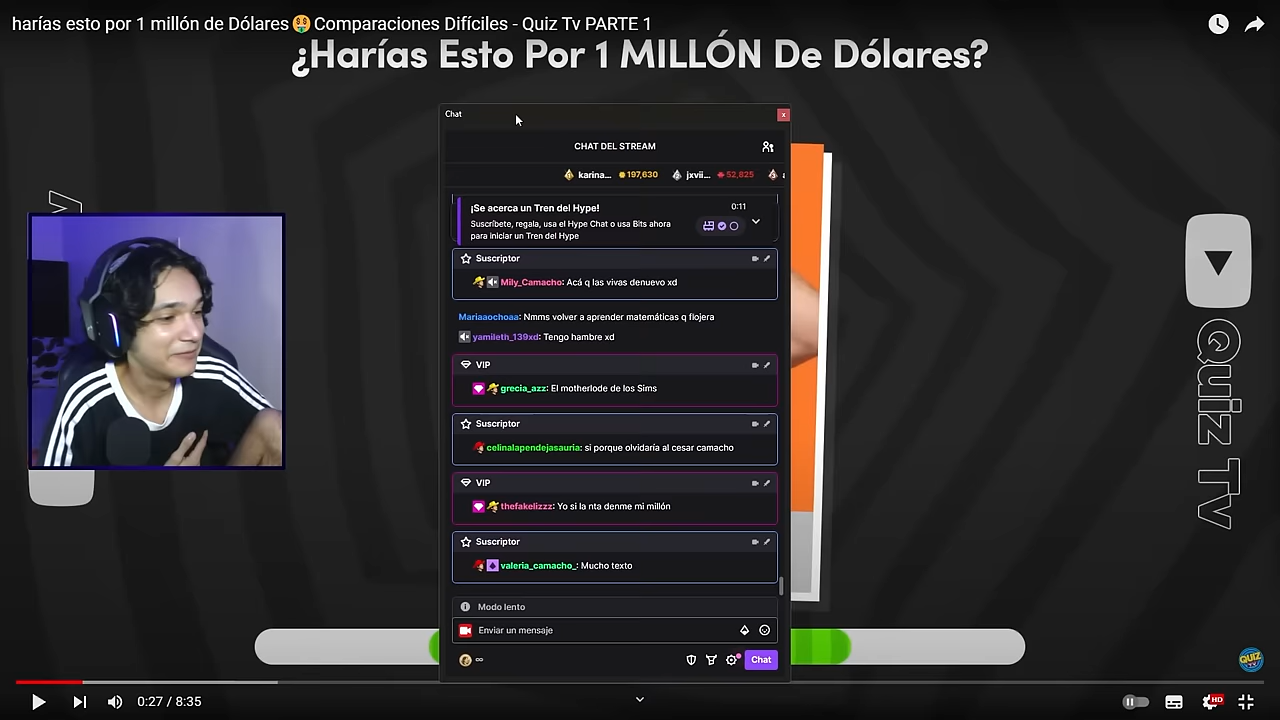 harías esto por 1 millón de Dólares🤑Comparaciones Difíciles - Quiz Tv PARTE 1
¿Harías Esto Por 1 MILLÓN De Dólares?
Chat
x
CHAT DEL STREAM
karina... 197,630 jxvii... 52,825
¡Se acerca un Tren del Hype! 0:11
Suscríbete, regala, usa el Hype Chat o usa Bits ahora
para iniciar un Tren del Hype
Suscriptor
Mily_Camacho: Acá q las vivas denuevo xd
Mariaaochoaa: Nmms volver a aprender matemáticas q flojera
yamileth_139xd: Tengo hambre xd
VIP
grecia_azz: El motherlode de los Sims
Suscriptor
celinalapendejasauria: si porque olvidaría al cesar camacho
VIP
thefakelizzz: Yo si la nta denme mi millón
Suscriptor
valeria_camacho_: Mucho texto
Modo lento
Enviar un mensaje
∞ Chat
Quiz Tv
QUIZ TV
0:27 / 8:35
HD